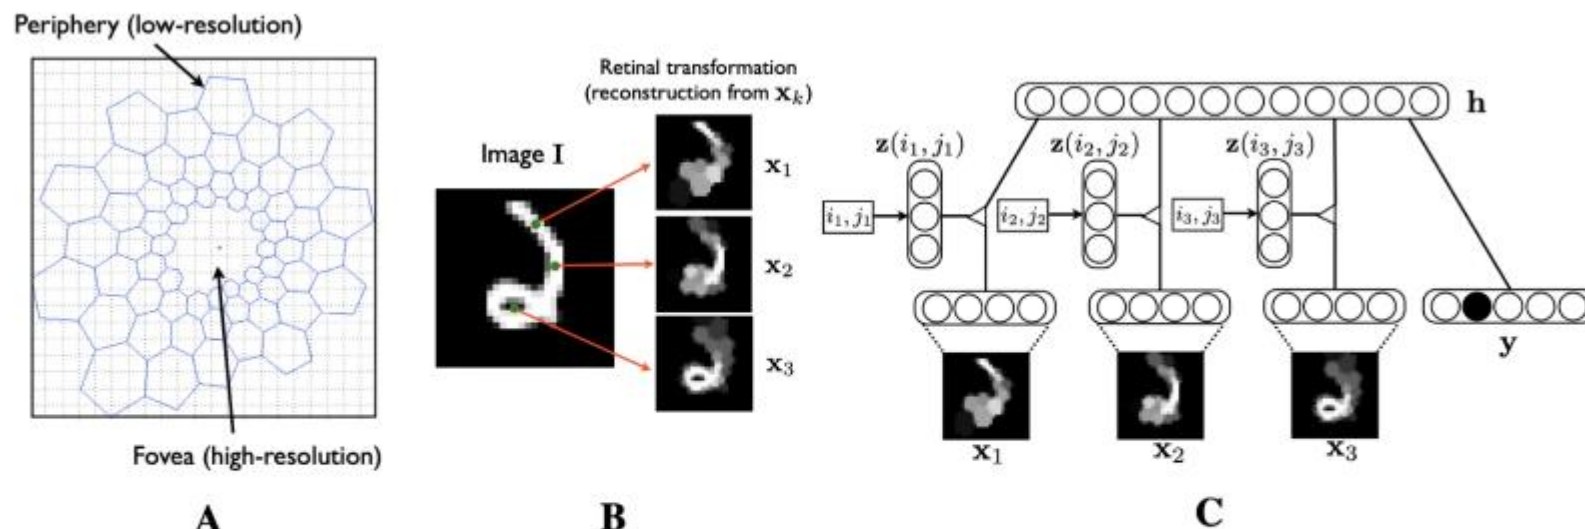 Periphery (low-resolution)
Fovea (high-resolution)
A
Retinal transformation
(reconstruction from x_k)
Image I
x_1
x_2
x_3
B
h
z(i_1, j_1)
z(i_2, j_2)
z(i_3, j_3)
i_1, j_1
i_2, j_2
i_3, j_3
y
x_1
x_2
x_3
C